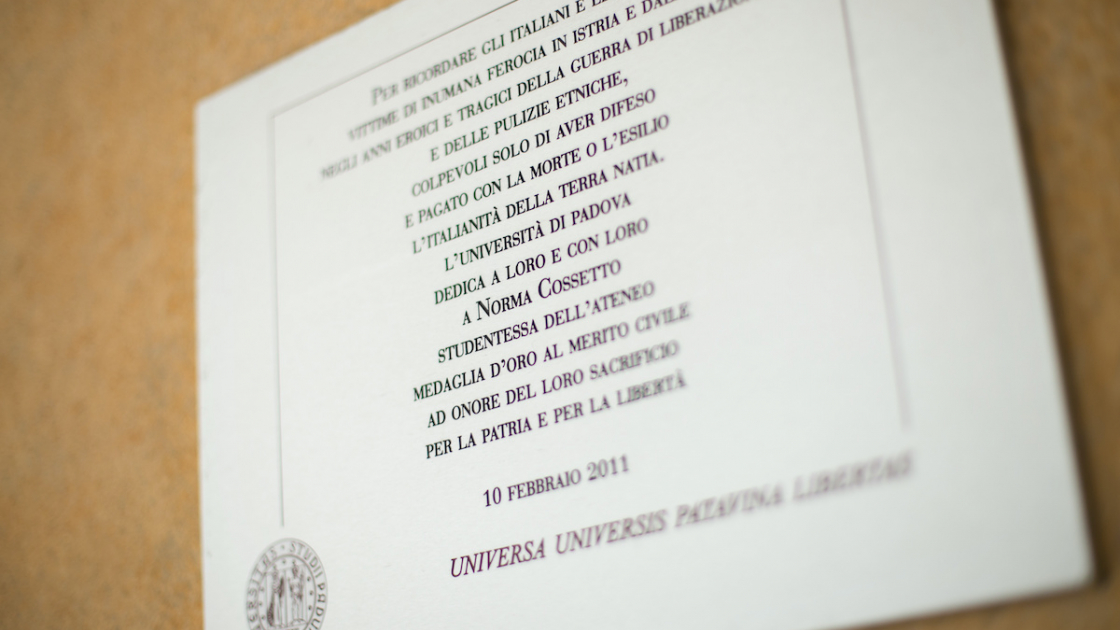 Per ricordare gli italiani e le
vittime di inumana ferocia in Istria e
negli anni eroici e tragici della guerra di
e delle pulizie etniche,
colpevoli solo di aver difeso
e pagato con la morte o l'esilio
l'italianità della terra natia.
l'Università di Padova
dedica a loro e con loro
a Norma Cossetto
studentessa dell'Ateneo
medaglia d'oro al merito civile
ad onore del loro sacrificio
per la patria e per la libertà
10 febbraio 2011
UNIVERSA UNIVERSIS PATAVINA LIBERTAS